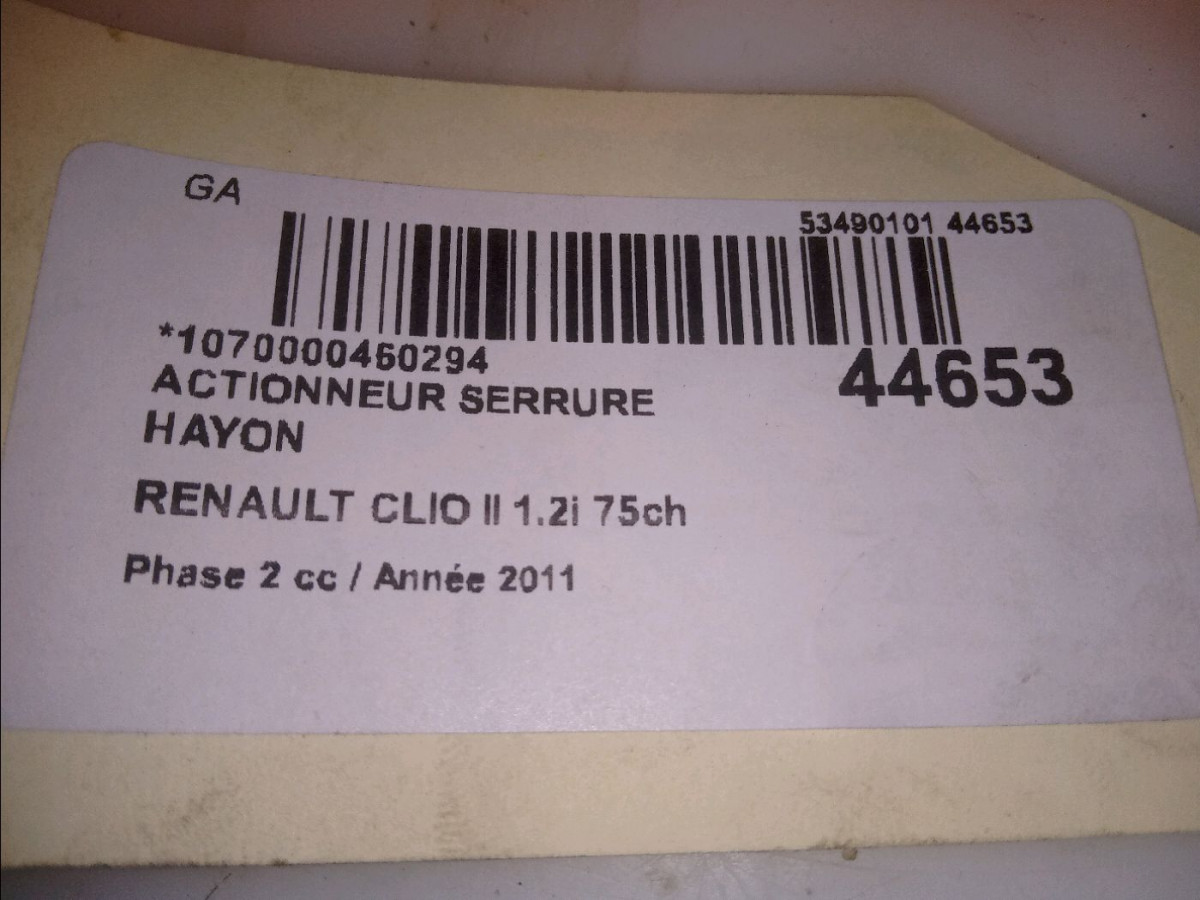 GA
53490101 44653
*1070000460294
44653
ACTIONNEUR SERRURE
HAYON
RENAULT CLIO II 1.2i 75ch
Phase 2 cc / Année 2011